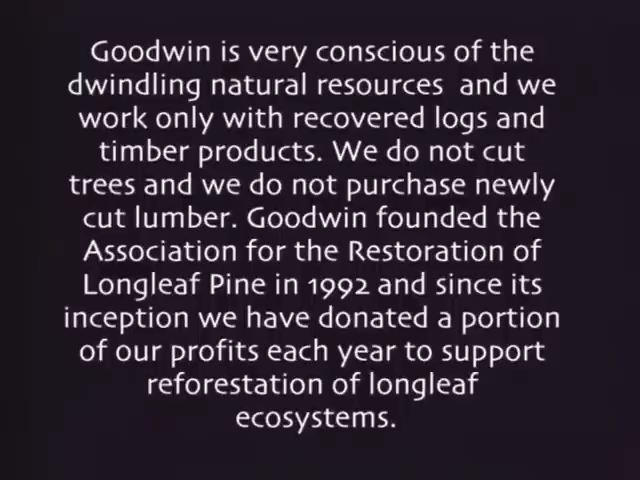 Goodwin is very conscious of the
dwindling natural resources  and we
work only with recovered logs and
timber products. We do not cut
trees and we do not purchase newly
cut lumber. Goodwin founded the
Association for the Restoration of
Longleaf Pine in 1992 and since its
inception we have donated a portion
of our profits each year to support
reforestation of longleaf
ecosystems.